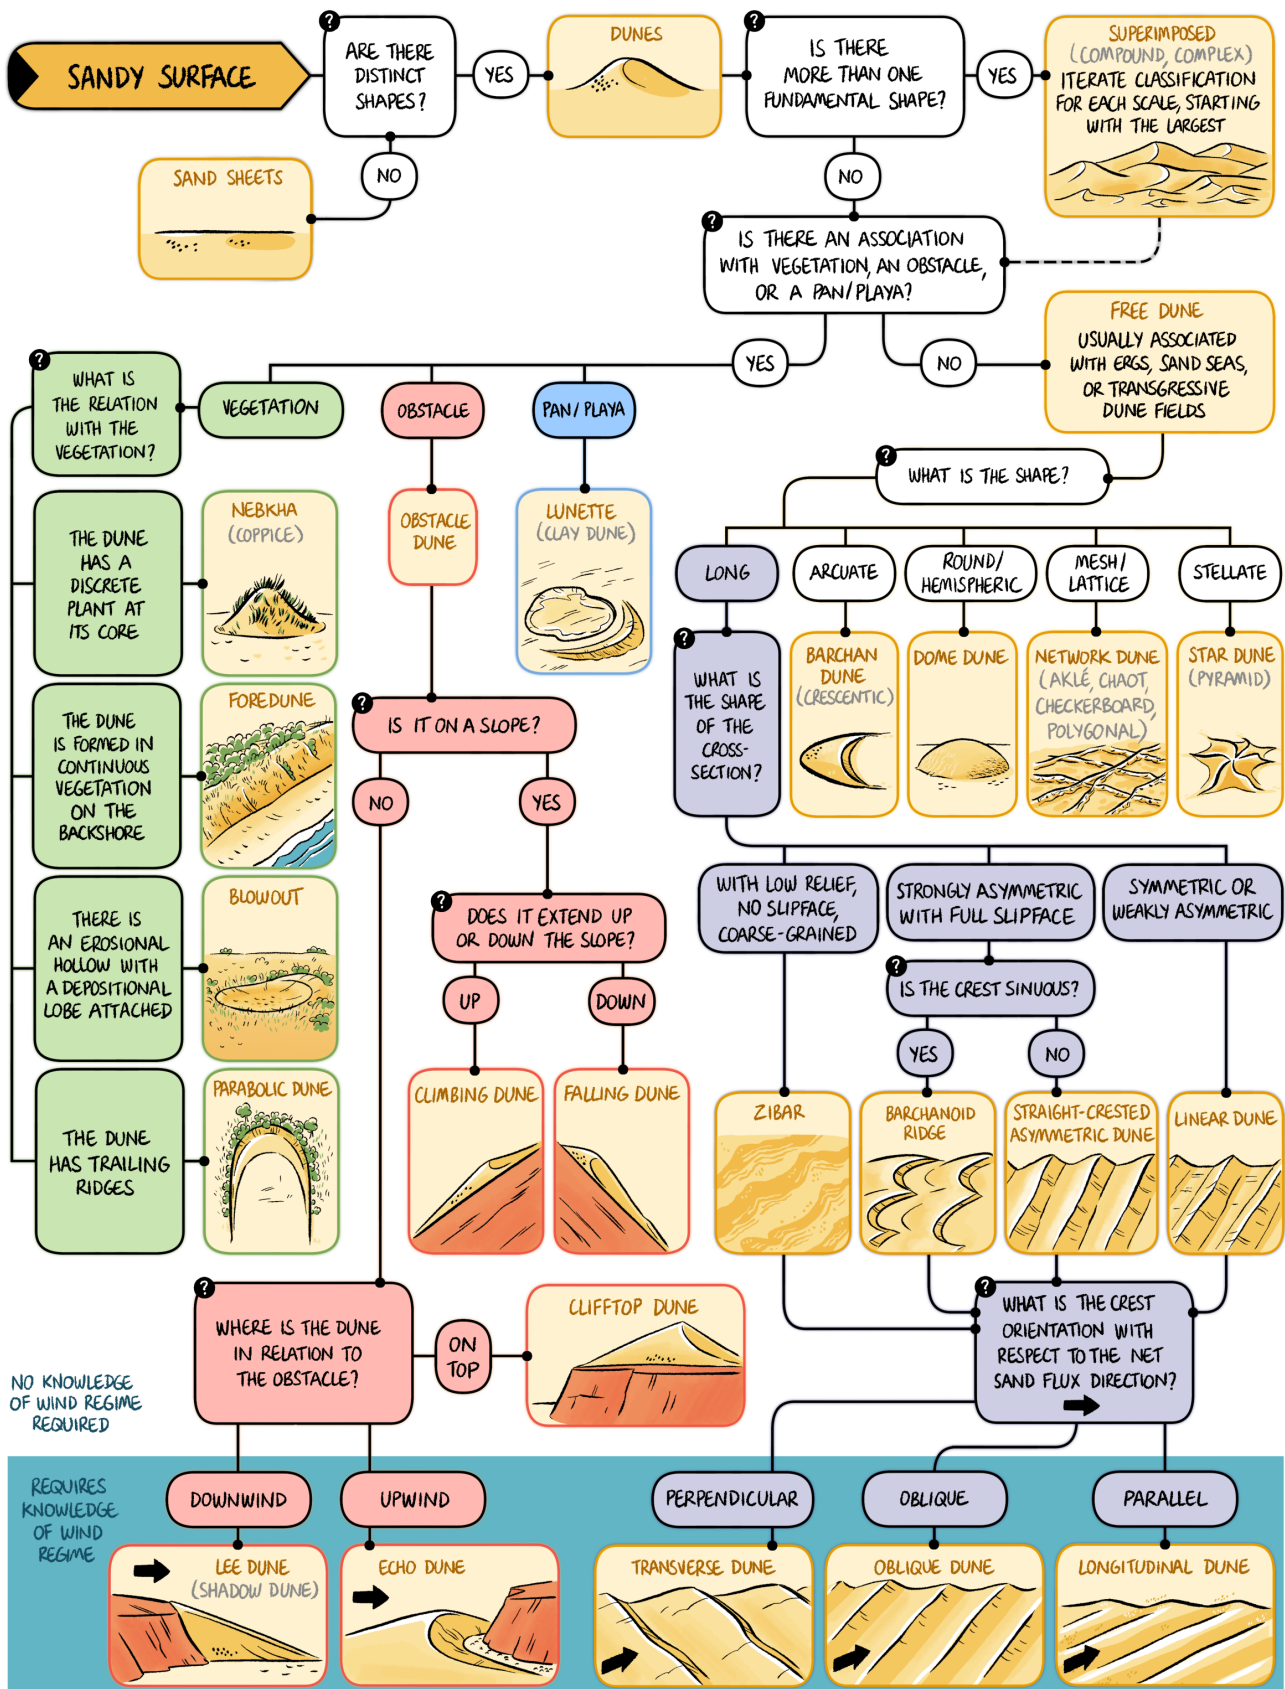 SANDY SURFACE
?
ARE THERE
DISTINCT
SHAPES?
YES
NO
SAND SHEETS
DUNES
?
IS THERE
MORE THAN ONE
FUNDAMENTAL SHAPE?
YES
NO
SUPERIMPOSED
(COMPOUND, COMPLEX)
ITERATE CLASSIFICATION
FOR EACH SCALE, STARTING
WITH THE LARGEST
?
IS THERE AN ASSOCIATION
WITH VEGETATION, AN OBSTACLE,
OR A PAN/PLAYA?
YES
NO
FREE DUNE
USUALLY ASSOCIATED
WITH ERGS, SAND SEAS,
OR TRANSGRESSIVE
DUNE FIELDS
?
WHAT IS
THE RELATION
WITH THE
VEGETATION?
VEGETATION
OBSTACLE
PAN/PLAYA
THE DUNE
HAS A
DISCRETE
PLANT AT
ITS CORE
NEBKHA
(COPPICE)
THE DUNE
IS FORMED IN
CONTINUOUS
VEGETATION
ON THE
BACKSHORE
FOREDUNE
THERE IS
AN EROSIONAL
HOLLOW WITH
A DEPOSITIONAL
LOBE ATTACHED
BLOWOUT
THE DUNE
HAS TRAILING
RIDGES
PARABOLIC DUNE
OBSTACLE
DUNE
LUNETTE
(CLAY DUNE)
?
IS IT ON A SLOPE?
NO
YES
?
DOES IT EXTEND UP
OR DOWN THE SLOPE?
UP
DOWN
CLIMBING DUNE
FALLING DUNE
?
WHAT IS THE SHAPE?
LONG
ARCUATE
ROUND/
HEMISPHERIC
MESH/
LATTICE
STELLATE
?
WHAT IS
THE SHAPE
OF THE
CROSS-
SECTION?
BARCHAN
DUNE
(CRESCENTIC)
DOME DUNE
NETWORK DUNE
(AKLÉ, CHAOT,
CHECKERBOARD,
POLYGONAL)
STAR DUNE
(PYRAMID)
WITH LOW RELIEF,
NO SLIPFACE,
COARSE-GRAINED
STRONGLY ASYMMETRIC
WITH FULL SLIPFACE
SYMMETRIC OR
WEAKLY ASYMMETRIC
?
IS THE CREST SINUOUS?
YES
NO
ZIBAR
BARCHANOID
RIDGE
STRAIGHT-CRESTED
ASYMMETRIC DUNE
LINEAR DUNE
?
WHERE IS THE DUNE
IN RELATION TO
THE OBSTACLE?
ON
TOP
CLIFFTOP DUNE
?
WHAT IS THE CREST
ORIENTATION WITH
RESPECT TO THE NET
SAND FLUX DIRECTION?
NO KNOWLEDGE
OF WIND REGIME
REQUIRED
REQUIRES
KNOWLEDGE
OF WIND
REGIME
DOWNWIND
UPWIND
PERPENDICULAR
OBLIQUE
PARALLEL
LEE DUNE
(SHADOW DUNE)
ECHO DUNE
TRANSVERSE DUNE
OBLIQUE DUNE
LONGITUDINAL DUNE